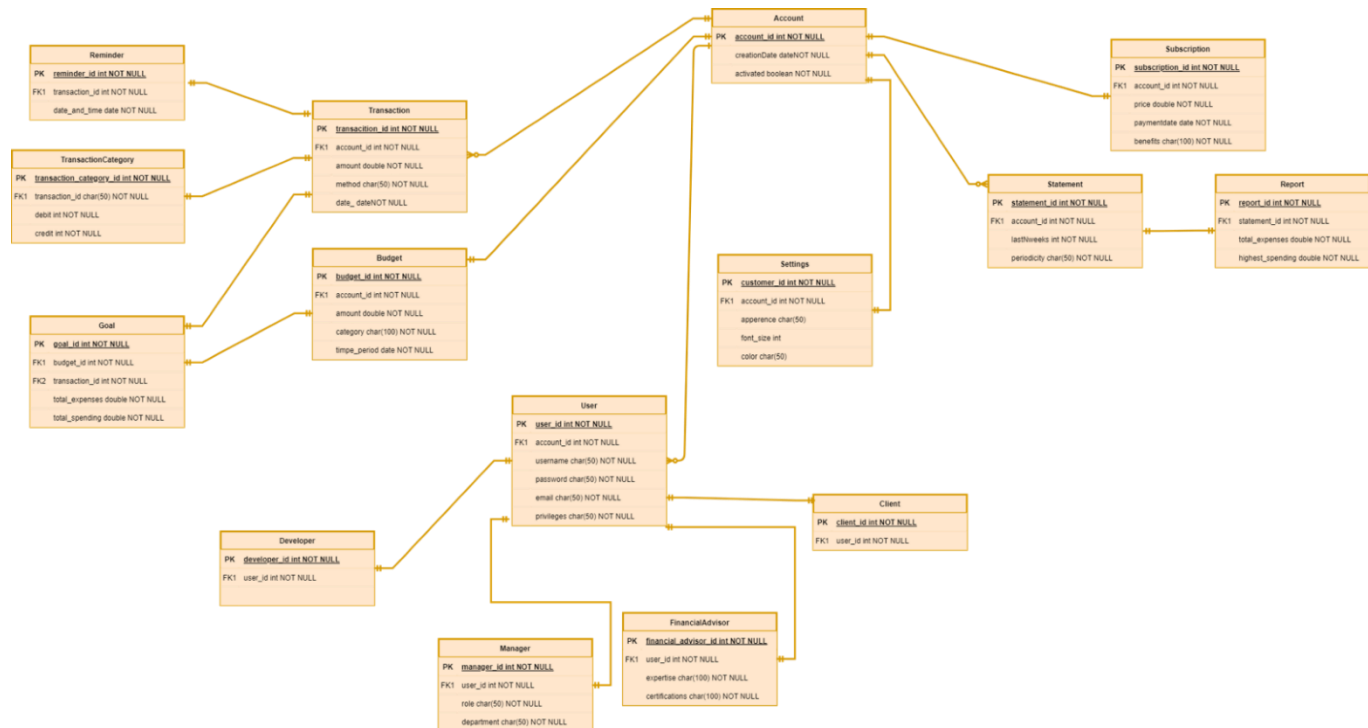 Account
PK account_id int NOT NULL
creationDate dateNOT NULL
activated boolean NOT NULL
Reminder
PK reminder_id int NOT NULL
FK1 transaction_id int NOT NULL
date_and_time date NOT NULL
Subscription
PK subscription_id int NOT NULL
FK1 account_id int NOT NULL
price double NOT NULL
paymentdate date NOT NULL
benefits char(100) NOT NULL
Transaction
PK transacition_id int NOT NULL
FK1 account_id int NOT NULL
amount double NOT NULL
method char(50) NOT NULL
date_ dateNOT NULL
TransactionCategory
PK transaction_category_id int NOT NULL
FK1 transaction_id char(50) NOT NULL
debit int NOT NULL
credit int NOT NULL
Statement
PK statement_id int NOT NULL
FK1 account_id int NOT NULL
lastNweeks int NOT NULL
periodicity char(50) NOT NULL
Report
PK report_id int NOT NULL
FK1 statement_id int NOT NULL
total_expenses double NOT NULL
highest_spending double NOT NULL
Budget
PK budget_id int NOT NULL
FK1 account_id int NOT NULL
amount double NOT NULL
category char(100) NOT NULL
timpe_period date NOT NULL
Settings
PK customer_id int NOT NULL
FK1 account_id int NOT NULL
apperence char(50)
font_size int
color char(50)
Goal
PK goal_id int NOT NULL
FK1 budget_id int NOT NULL
FK2 transaction_id int NOT NULL
total_expenses double NOT NULL
total_spending double NOT NULL
User
PK user_id int NOT NULL
FK1 account_id int NOT NULL
username char(50) NOT NULL
password char(50) NOT NULL
email char(50) NOT NULL
privileges char(50) NOT NULL
Client
PK client_id int NOT NULL
FK1 user_id int NOT NULL
Developer
PK developer_id int NOT NULL
FK1 user_id int NOT NULL
FinancialAdvisor
PK financial_advisor_id int NOT NULL
FK1 user_id int NOT NULL
expertise char(100) NOT NULL
certifications char(100) NOT NULL
Manager
PK manager_id int NOT NULL
FK1 user_id int NOT NULL
role char(50) NOT NULL
department char(50) NOT NULL